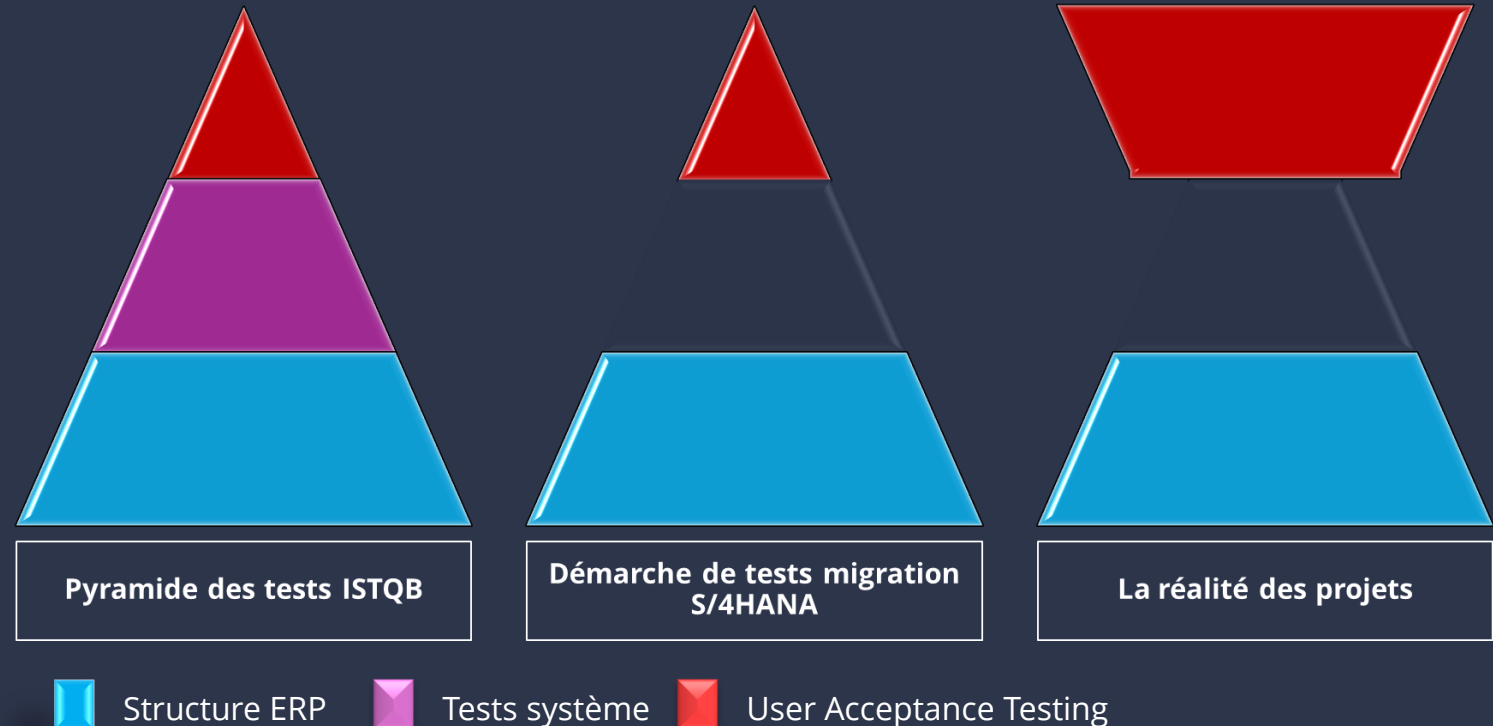 Pyramide des tests ISTQB
Démarche de tests migration
S/4HANA
La réalité des projets
Structure ERP
Tests système
User Acceptance Testing